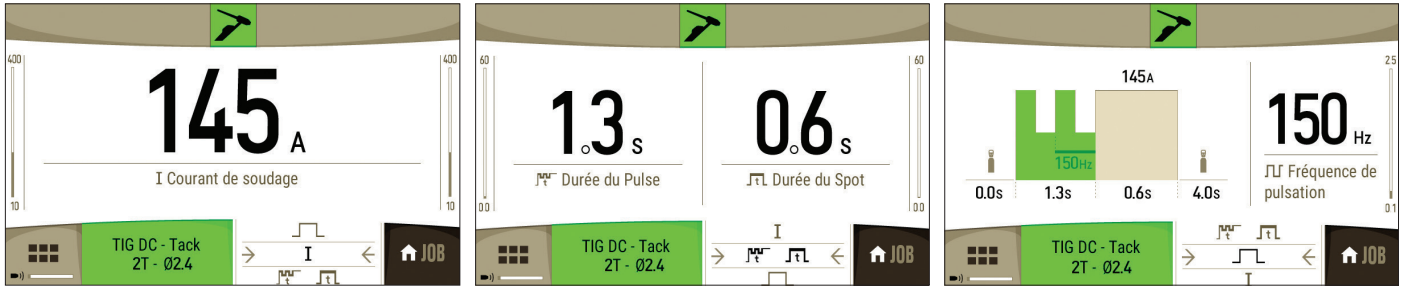 400
400
145 A
I Courant de soudage
10
10
TIG DC - Tack
2T - Ø2.4
I
t t
JOB
60
60
1.3 s
0.6 s
t Durée du Pulse
t Durée du Spot
0.0
0.0
TIG DC - Tack
2T - Ø2.4
I
t t
JOB
145A
150Hz
0.0s
1.3s
0.6s
4.0s
25
150 Hz
Fréquence de
pulsation
0.1
TIG DC - Tack
2T - Ø2.4
t t
I
JOB